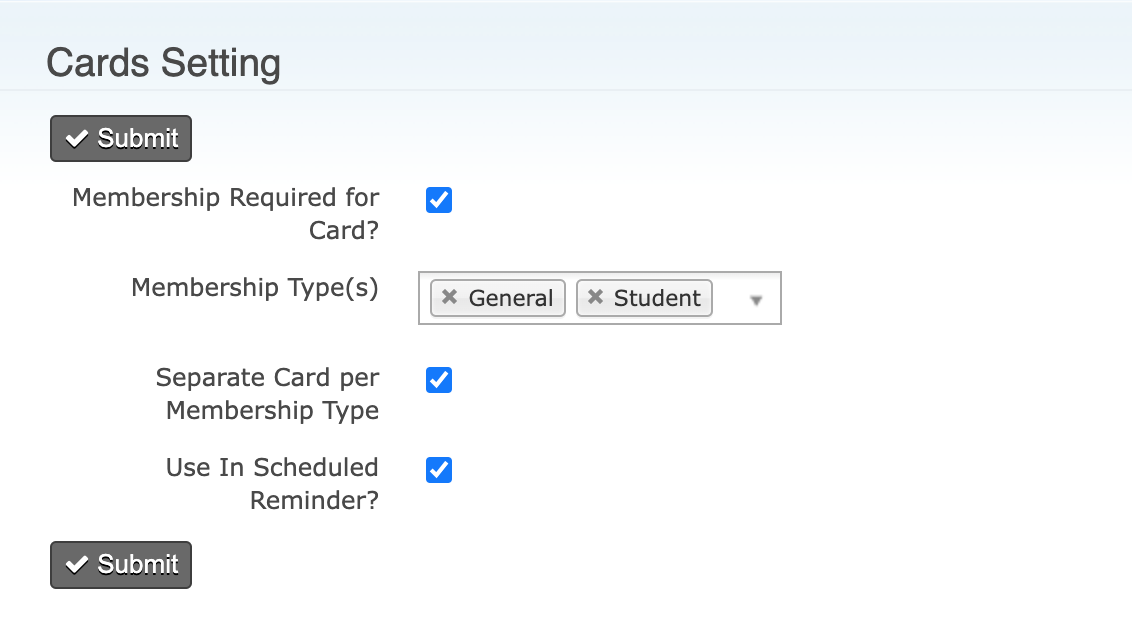 Cards Setting
Submit
Membership Required for
Card?
Membership Type(s)
General Student
Separate Card per
Membership Type
Use In Scheduled
Reminder?
Submit